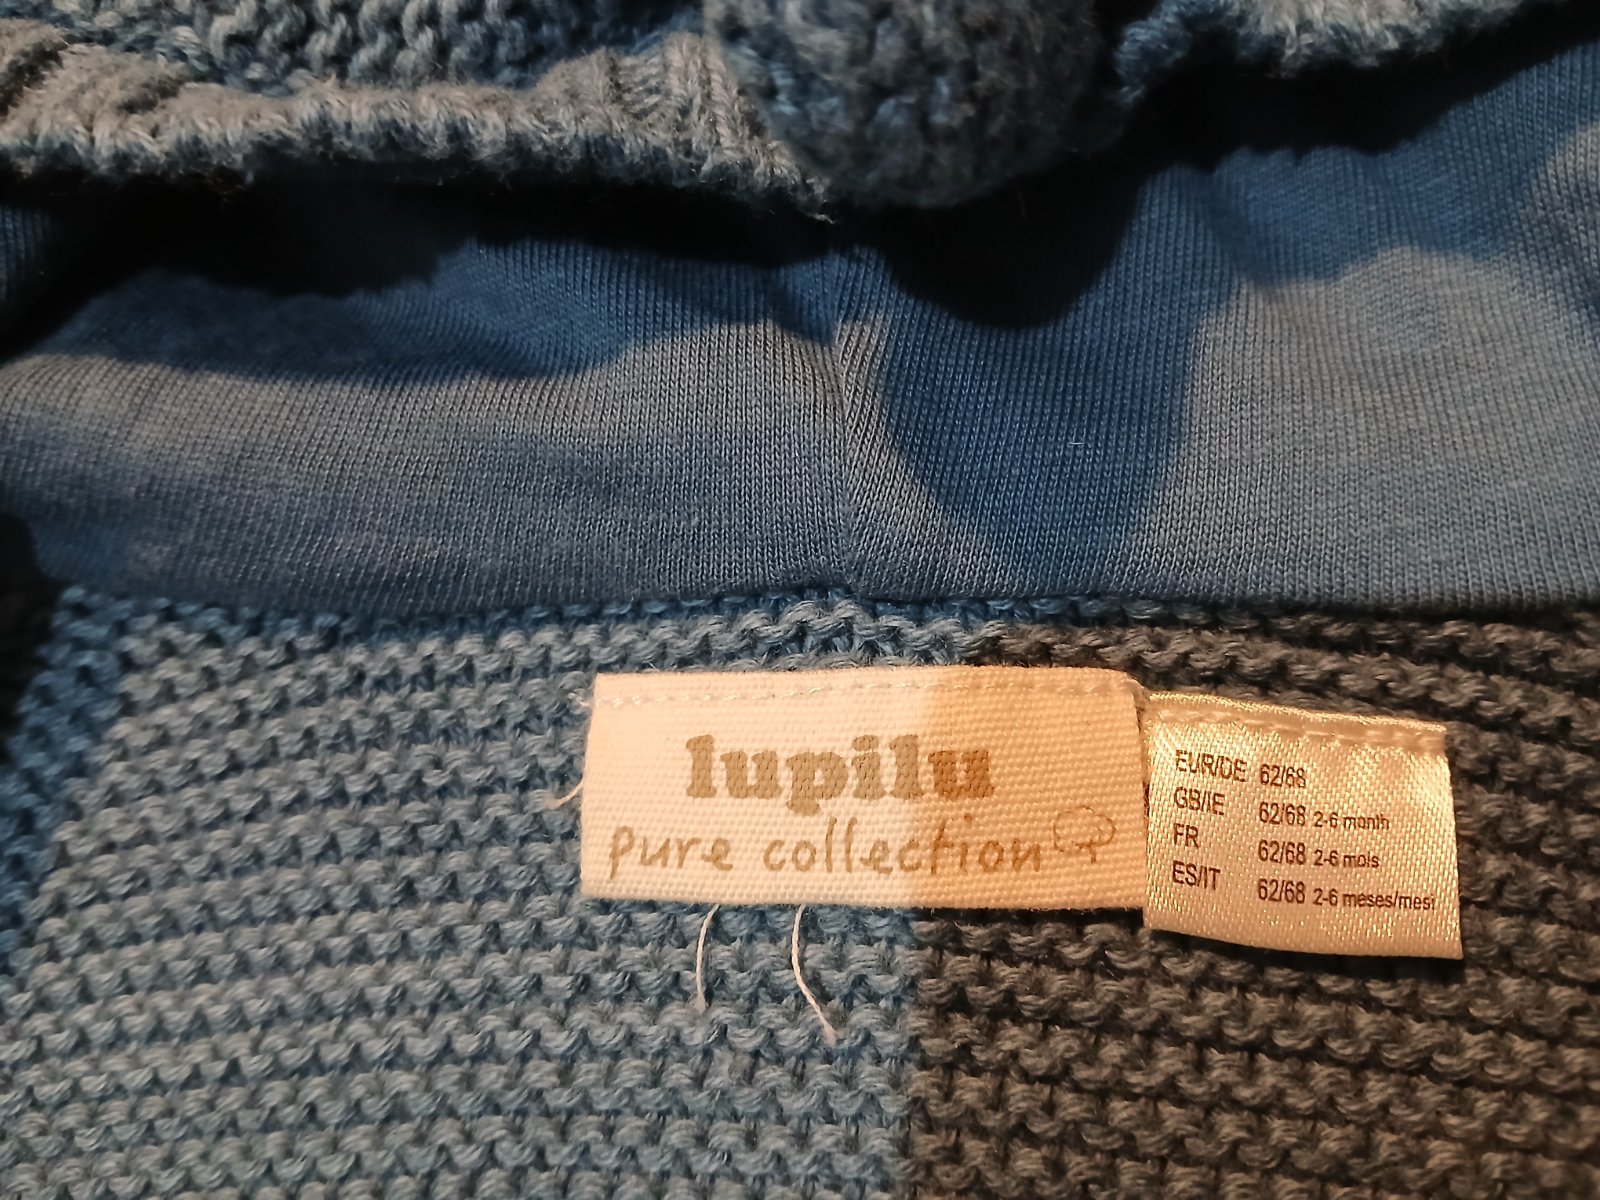 lupilu
pure collection
EUR/DE 62/68
GB/IE 62/68 2-6 month
FR 62/68 2-6 mois
ES/IT 62/68 2-6 meses/mesi